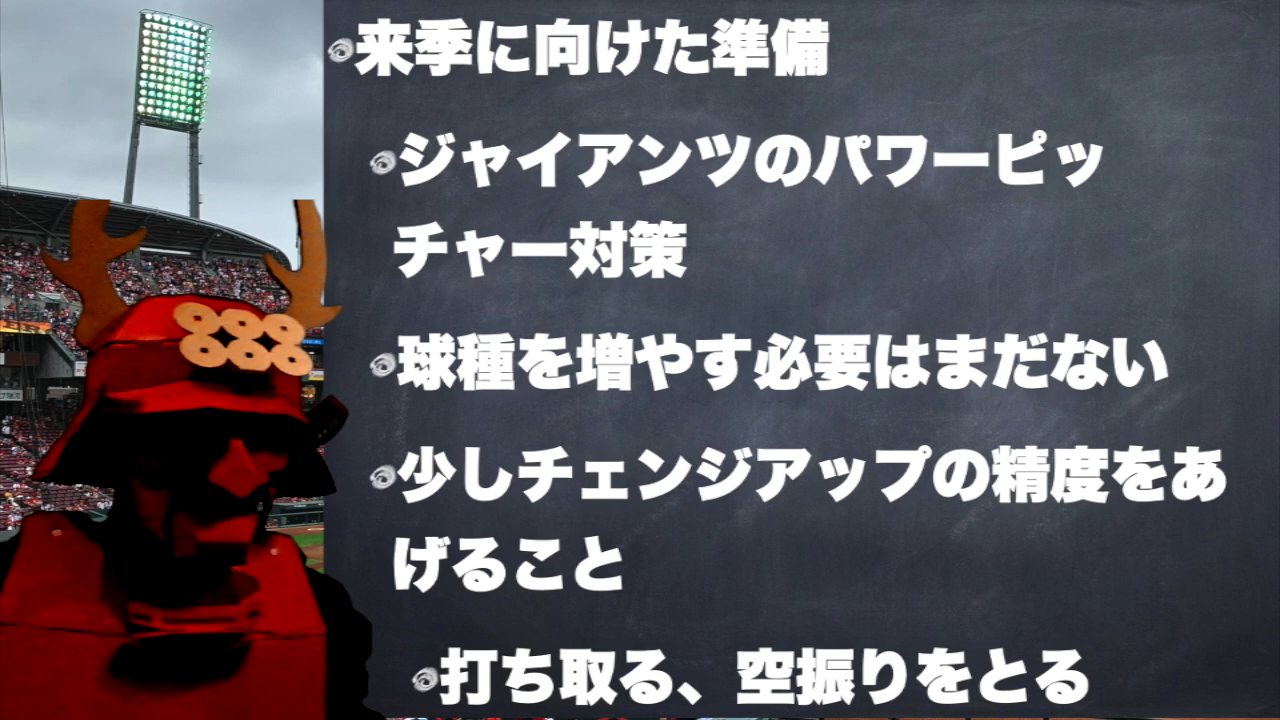 来季に向けた準備
ジャイアンツのパワーピッ
チャー対策
球種を増やす必要はまだない
少しチェンジアップの精度をあ
げること
打ち取る、空振りをとる